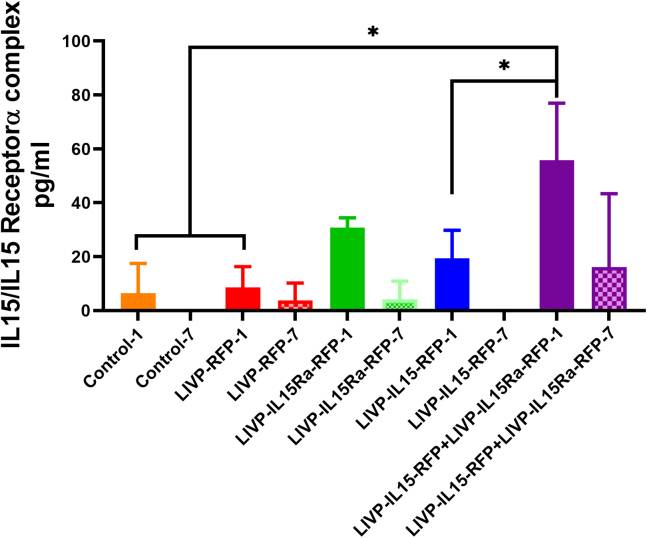 IL15/IL15 Receptorα complex
pg/ml
100
80
60
40
20
0
*
*
Control-1
Control-7
LIVP-RFP-1
LIVP-RFP-7
LIVP-IL15Ra-RFP-1
LIVP-IL15Ra-RFP-7
LIVP-IL15-RFP-1
LIVP-IL15-RFP-7
LIVP-IL15-RFP+LIVP-IL15Ra-RFP-1
LIVP-IL15-RFP+LIVP-IL15Ra-RFP-7